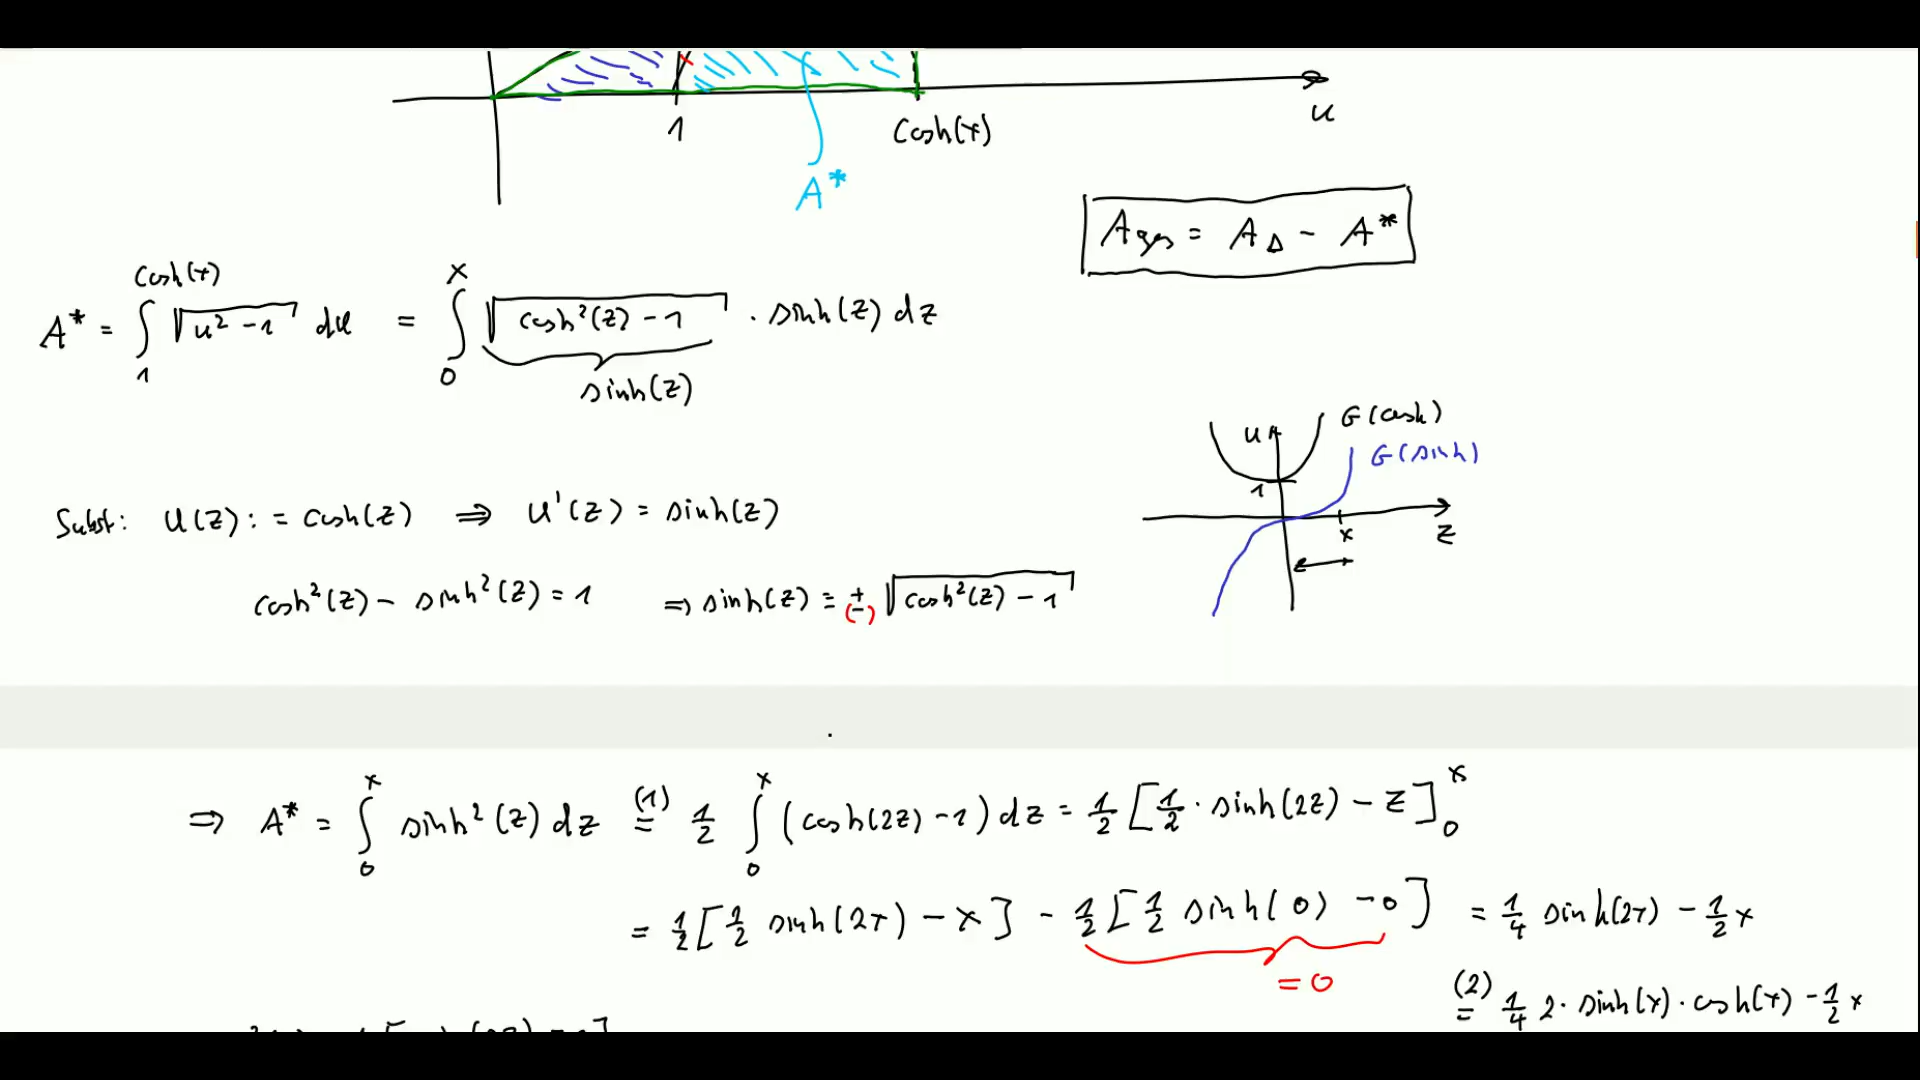 1
cosh(x)
u
A*
A_ges = A_Δ - A*
A* = ∫_1^{cosh(x)} √(u² - 1) du = ∫_0^x √(cosh²(z) - 1) · sinh(z) dz
sinh(z)
G(cosh)
u
G(sinh)
1
x
z
Subst: u(z) := cosh(z) ⇒ u'(z) = sinh(z)
cosh²(z) - sinh²(z) = 1 ⇒ sinh(z) = +(-) √(cosh²(z) - 1)
⇒ A* = ∫_0^x sinh²(z) dz =^{(1)} 1/2 ∫_0^x (cosh(2z) - 1) dz = 1/2 [1/2 · sinh(2z) - z]_0^x
= 1/2 [1/2 sinh(2x) - x] - 1/2 [1/2 sinh(0) - 0] = 1/4 sinh(2x) - 1/2 x
= 0
=^{(2)} 1/4 2 · sinh(x) · cosh(x) - 1/2 x